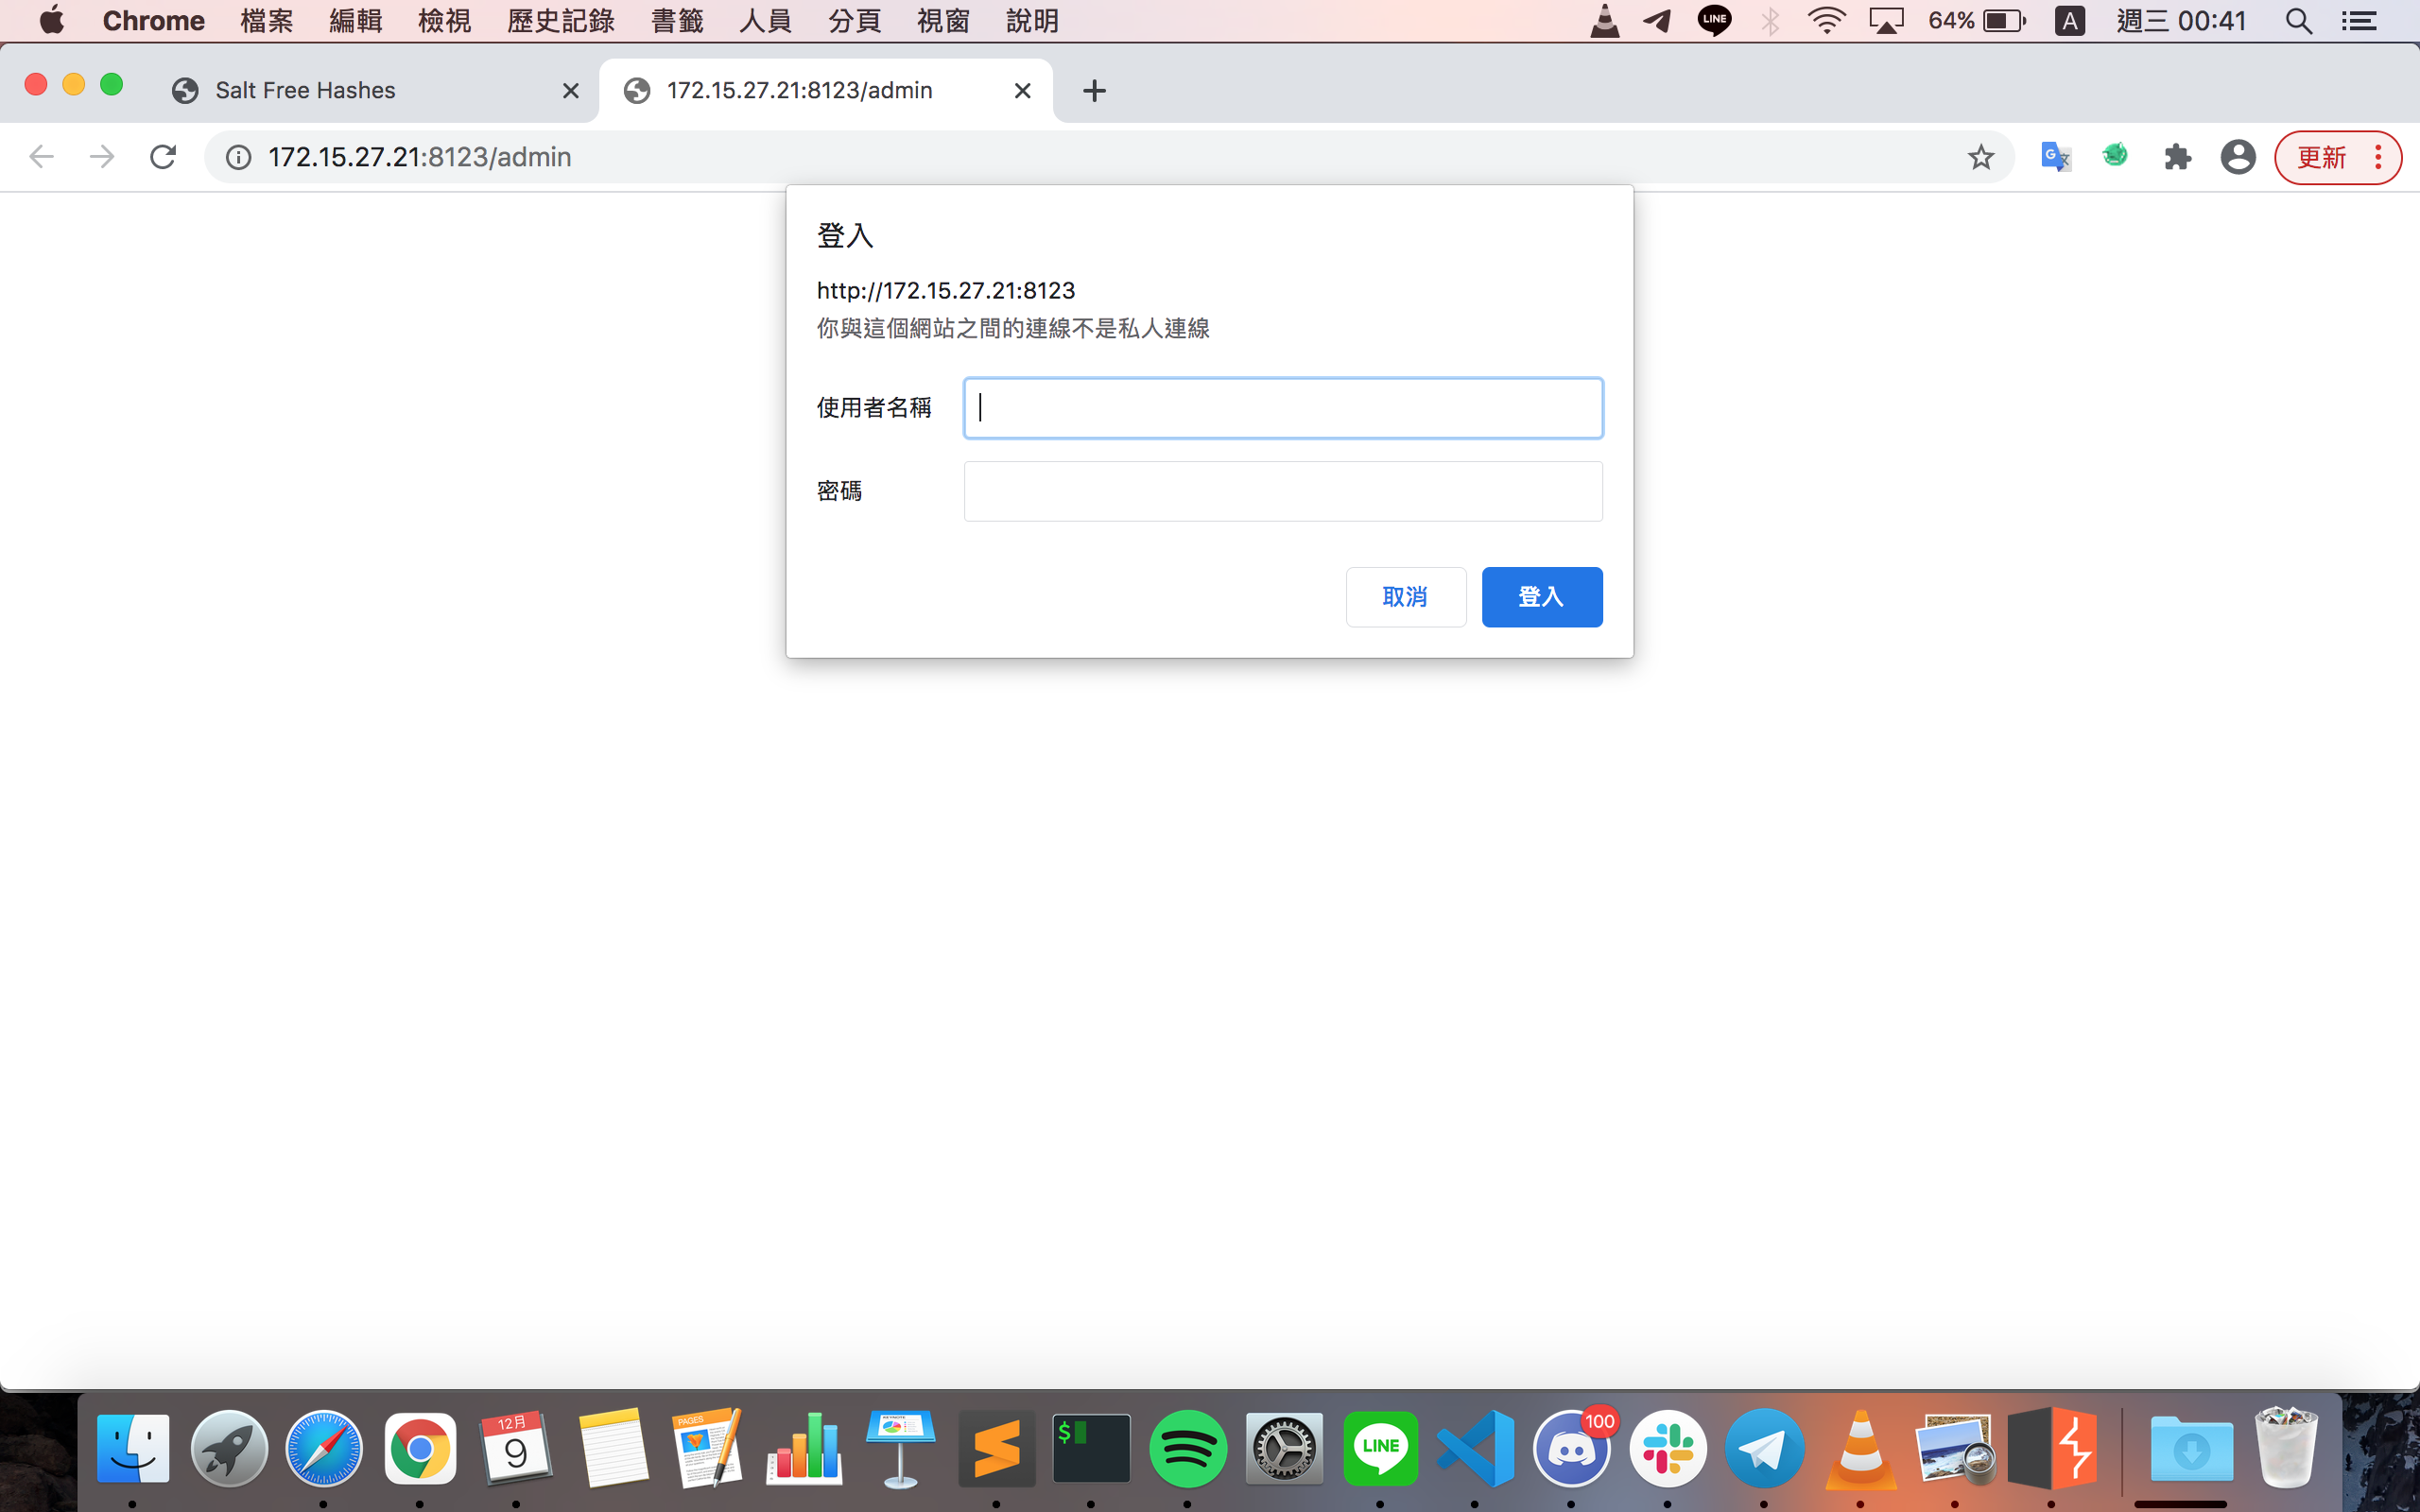 Chrome 檔案 編輯 檢視 歷史記錄 書籤 人員 分頁 視窗 說明 LINE 64% A 週三 00:41
Salt Free Hashes 172.15.27.21:8123/admin
172.15.27.21:8123/admin 更新
登入
http://172.15.27.21:8123
你與這個網站之間的連線不是私人連線
使用者名稱
密碼
取消 登入
12月
9
PAGES
KEYNOTE
$
LINE
100